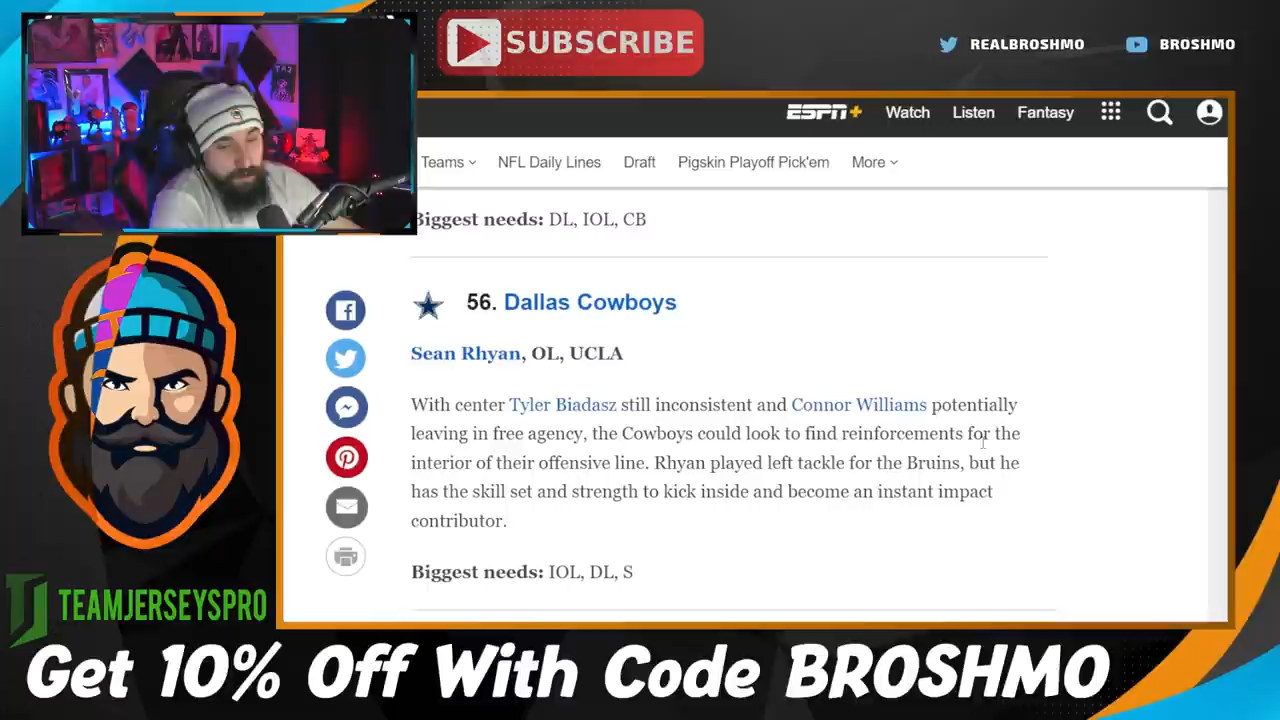 SUBSCRIBE
REALBROSHMO
BROSHMO
ESPN+ Watch Listen Fantasy
Teams NFL Daily Lines Draft Pigskin Playoff Pick'em More
Biggest needs: DL, IOL, CB
56. Dallas Cowboys
Sean Rhyan, OL, UCLA
With center Tyler Biadasz still inconsistent and Connor Williams potentially
leaving in free agency, the Cowboys could look to find reinforcements for the
interior of their offensive line. Rhyan played left tackle for the Bruins, but he
has the skill set and strength to kick inside and become an instant impact
contributor.
Biggest needs: IOL, DL, S
TEAMJERSEYSPRO
Get 10% Off With Code BROSHMO